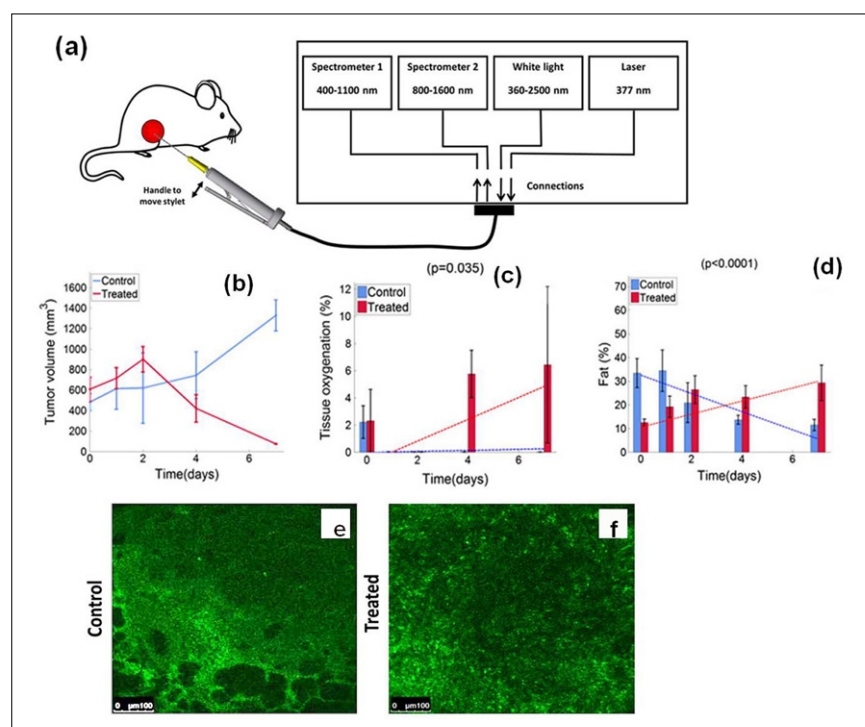 (a)
Spectrometer 1
400-1100 nm
Spectrometer 2
800-1600 nm
White light
360-2500 nm
Laser
377 nm
Handle to
move stylet
Connections
(b)
Control
Treated
Tumor volume (mm³)
1600
1400
1200
1000
800
600
400
200
0
0 2 4 6
Time(days)
(p=0.035)
(c)
Control
Treated
Tissue oxygenation (%)
12
10
8
6
4
2
0
0 2 4 6
Time(days)
(p<0.0001)
(d)
Control
Treated
Fat (%)
70
60
50
40
30
20
10
0
0 2 4 6
Time(days)
Control
e
0 µm100
Treated
f
0 µm100